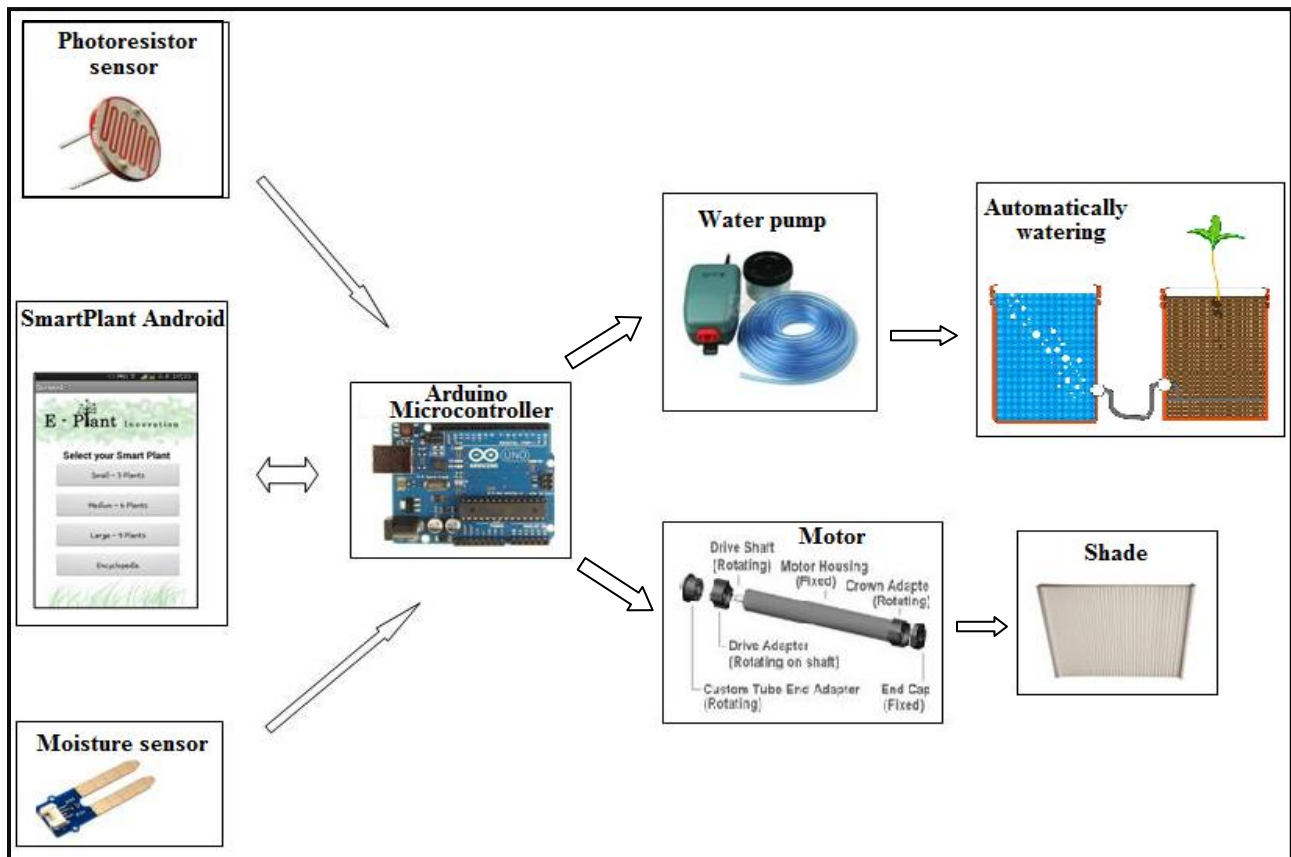 Photoresistor
sensor
SmartPlant Android
E - Plant Inovation
Select your Smart Plant
Small - 3 Plants
Medium - 6 Plants
Large - 9 Plants
Encyclopedia
Moisture sensor
Arduino
Microcontroller
UNO
ARDUINO
Water pump
Automatically
watering
Motor
Drive Shaft
(Rotating)
Motor Housing
(Fixed)
Crown Adapte
(Rotating)
Drive Adapter
(Rotating on shaft)
Custom Tube End Adapter
(Rotating)
End Cap
(Fixed)
Shade